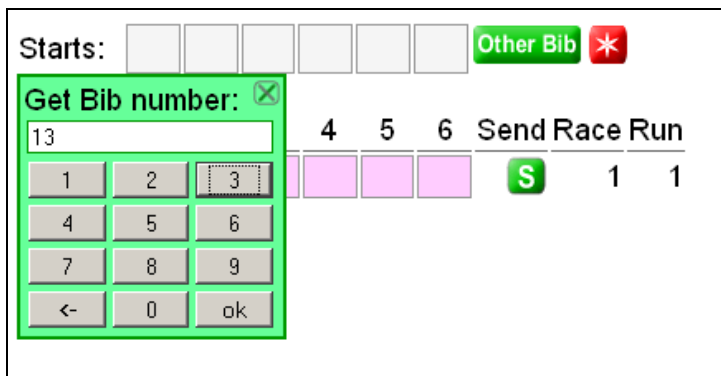 Starts: Other Bib *
Get Bib number:
13
4 5 6 Send Race Run
1 2 3
S 1 1
4 5 6
7 8 9
<- 0 ok